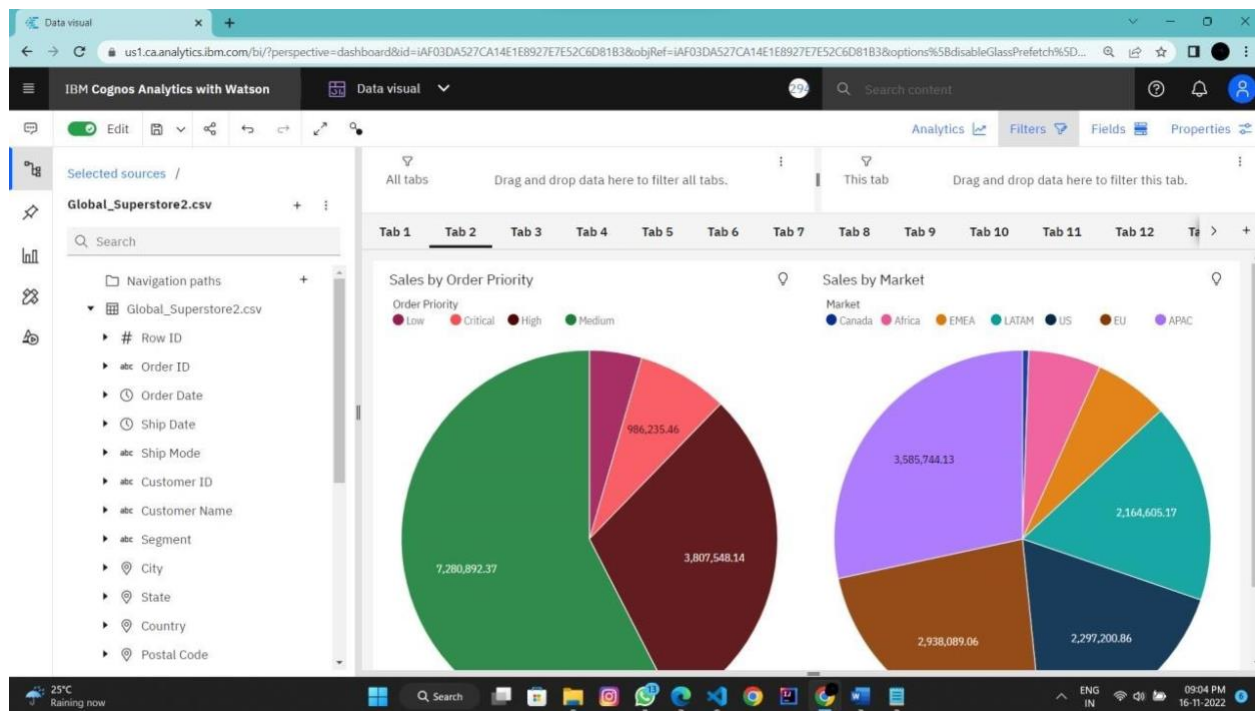 Data visual
us1.ca.analytics.ibm.com/bi/?perspective=dashboard&id=iAF03DA527CA14E1E8927E7E52C6D81B3&objRef=iAF03DA527CA14E1E8927E7E52C6D81B3&options%5BdisableGlassPrefetch%5D...
IBM Cognos Analytics with Watson
Data visual
294
Search content
Edit
Analytics
Filters
Fields
Properties
Selected sources /
Global_Superstore2.csv
Search
Navigation paths
Global_Superstore2.csv
# Row ID
abc Order ID
Order Date
Ship Date
abc Ship Mode
abc Customer ID
abc Customer Name
abc Segment
City
State
Country
Postal Code
All tabs
Drag and drop data here to filter all tabs.
This tab
Drag and drop data here to filter this tab.
Tab 1 Tab 2 Tab 3 Tab 4 Tab 5 Tab 6 Tab 7 Tab 8 Tab 9 Tab 10 Tab 11 Tab 12
Sales by Order Priority
Order Priority
Low Critical High Medium
986,235.46
3,807,548.14
7,280,892.37
Sales by Market
Market
Canada Africa EMEA LATAM US EU APAC
3,585,744.13
2,164,605.17
2,938,089.06
2,297,200.86
25°C
Raining now
Search
13
ENG
IN
09:04 PM
16-11-2022